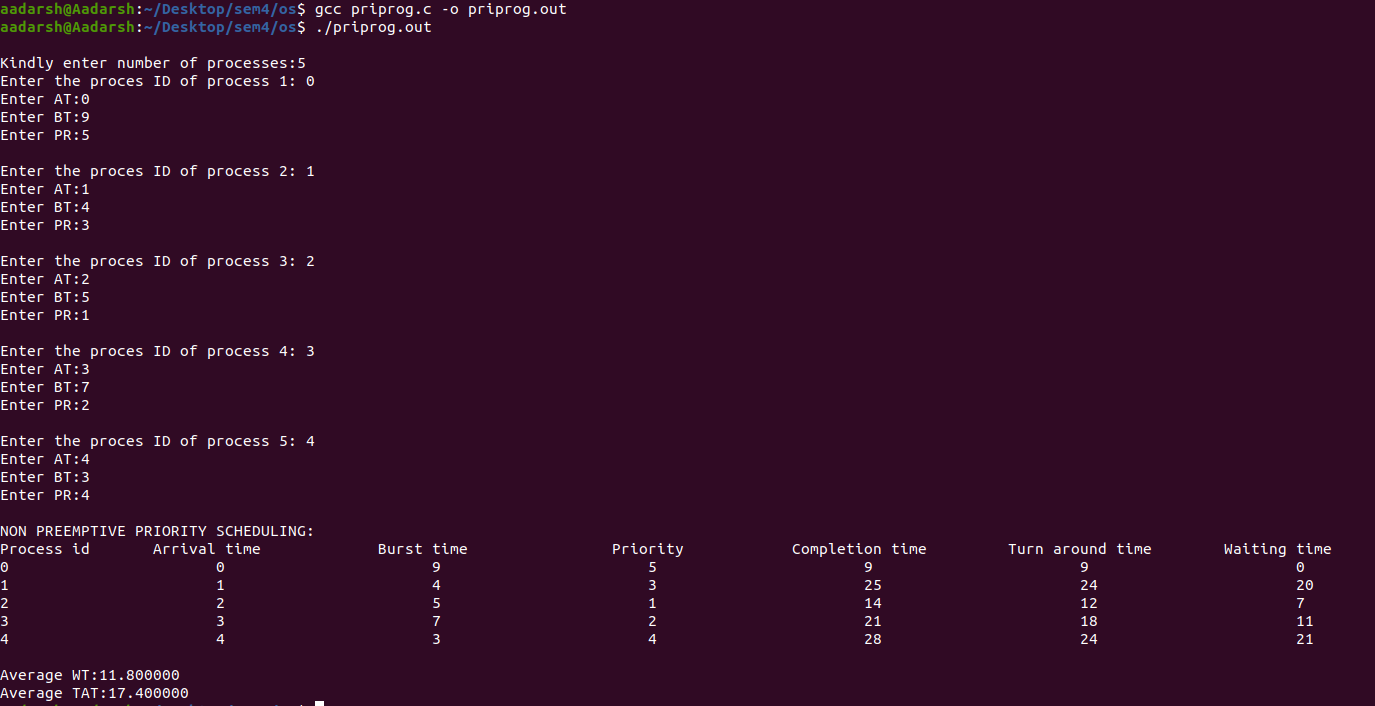 aadarsh@Aadarsh:~/Desktop/sem4/os$ gcc priprog.c -o priprog.out
aadarsh@Aadarsh:~/Desktop/sem4/os$ ./priprog.out
Kindly enter number of processes:5
Enter the proces ID of process 1: 0
Enter AT:0
Enter BT:9
Enter PR:5
Enter the proces ID of process 2: 1
Enter AT:1
Enter BT:4
Enter PR:3
Enter the proces ID of process 3: 2
Enter AT:2
Enter BT:5
Enter PR:1
Enter the proces ID of process 4: 3
Enter AT:3
Enter BT:7
Enter PR:2
Enter the proces ID of process 5: 4
Enter AT:4
Enter BT:3
Enter PR:4
NON PREEMPTIVE PRIORITY SCHEDULING:
Process id Arrival time Burst time Priority Completion time Turn around time Waiting time
0 0 9 5 9 9 0
1 1 4 3 25 24 20
2 2 5 1 14 12 7
3 3 7 2 21 18 11
4 4 3 4 28 24 21
Average WT:11.800000
Average TAT:17.400000